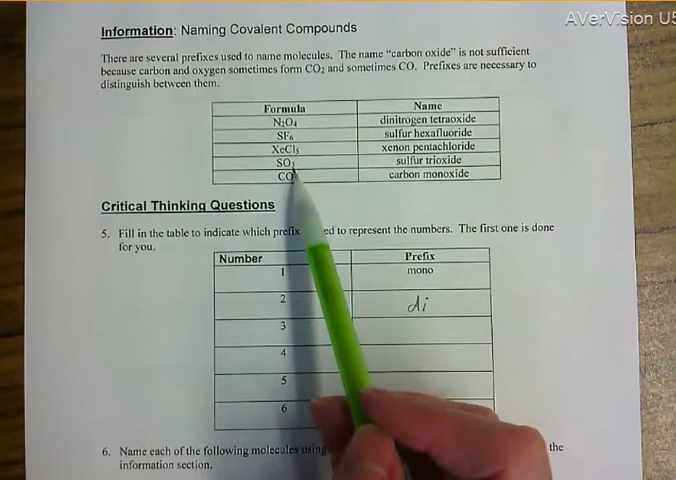 AVerVision U5
Information: Naming Covalent Compounds
There are several prefixes used to name molecules. The name “carbon oxide” is not sufficient
because carbon and oxygen sometimes form CO₂ and sometimes CO. Prefixes are necessary to
distinguish between them.
Formula Name
N₂O₄ dinitrogen tetraoxide
SF₆ sulfur hexafluoride
XeCl₅ xenon pentachloride
SO₃ sulfur trioxide
CO carbon monoxide
Critical Thinking Questions
5. Fill in the table to indicate which prefix ed to represent the numbers. The first one is done
for you.
Number Prefix
1 mono
2 di
3
4
5
6
6. Name each of the following molecules using the
information section.